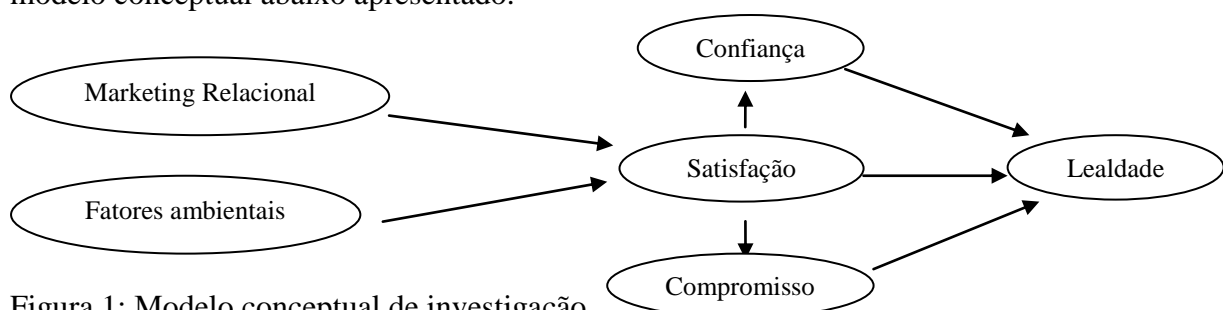 modelo conceptual abaixo apresentado.
Confiança
Marketing Relacional
Satisfação
Lealdade
Fatores ambientais
Compromisso
Figura 1: Modelo conceptual de investigação